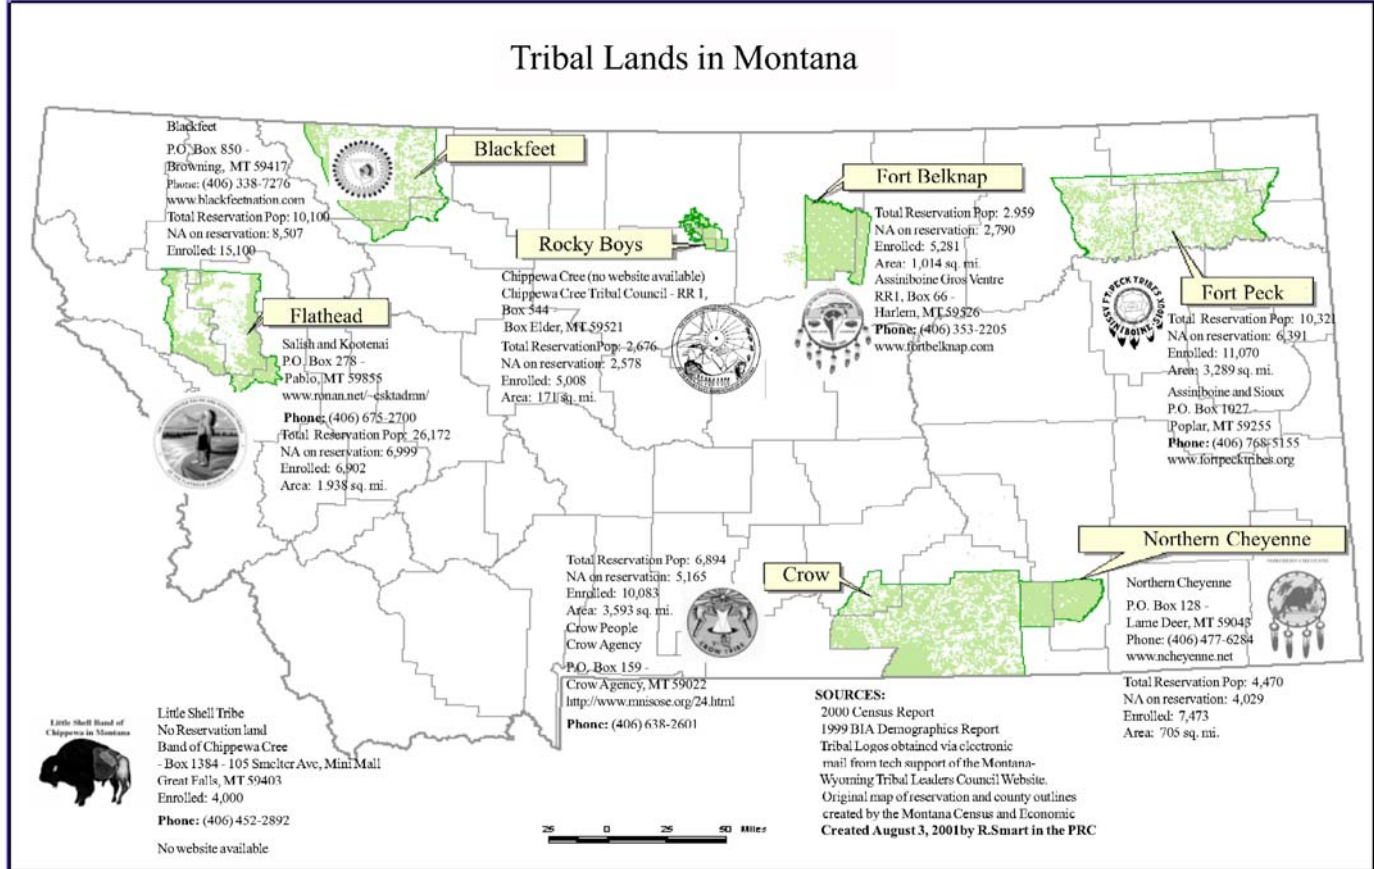 Tribal Lands in Montana
Blackfeet
P.O. Box 850 -
Browning, MT 59417
Phone: (406) 338-7276
www.blackfeetnation.com
Total Reservation Pop: 10,100
NA on reservation: 8,507
Enrolled: 15,100
Blackfeet
Flathead
Salish and Kootenai
P.O. Box 278 -
Pablo, MT 59855
www.ronan.net/~csktadmn/
Phone: (406) 675-2700
Total Reservation Pop: 26,172
NA on reservation: 6,999
Enrolled: 6,902
Area: 1.938 sq. mi.
Rocky Boys
Chippewa Cree (no website available)
Chippewa Cree Tribal Council - RR 1,
Box 544 -
Box Elder, MT 59521
Total Reservation Pop: 2,676
NA on reservation: 2,578
Enrolled: 5,008
Area: 171 sq. mi.
Fort Belknap
Total Reservation Pop: 2.959
NA on reservation: 2,790
Enrolled: 5,281
Area: 1,014 sq. mi.
Assiniboine Gros Ventre
RR1, Box 66 -
Harlem, MT 59526
Phone: (406) 353-2205
www.fortbelknap.com
Fort Peck
FT. PECK TRIBES
ASSINIBOINE SIOUX
Total Reservation Pop: 10,321
NA on reservation: 6,391
Enrolled: 11,070
Area: 3,289 sq. mi.
Assiniboine and Sioux
P.O. Box 1027-
Poplar, MT 59255
Phone: (406) 768-5155
www.fortpecktribes.org
Crow
Total Reservation Pop: 6,894
NA on reservation: 5,165
Enrolled: 10,083
Area: 3,593 sq. mi.
Crow People
Crow Agency
P.O. Box 159 -
Crow Agency, MT 59022
http://www.mnisose.org/24.html
Phone: (406) 638-2601
CROW TRIBE
Northern Cheyenne
NORTHERN CHEYENNE
Northern Cheyenne
P.O. Box 128 -
Lame Deer, MT 59043
Phone: (406) 477-6284
www.ncheyenne.net
Total Reservation Pop: 4,470
NA on reservation: 4,029
Enrolled: 7,473
Area: 705 sq. mi.
Little Shell Band of
Chippewa in Montana
Little Shell Tribe
No Reservation land
Band of Chippewa Cree
- Box 1384 - 105 Smelter Ave, Mini Mall
Great Falls, MT 59403
Enrolled: 4,000
Phone: (406) 452-2892
No website available
25 0 25 50 Miles
SOURCES:
2000 Census Report
1999 BIA Demographics Report
Tribal Logos obtained via electronic
mail from tech support of the Montana-
Wyoming Tribal Leaders Council Website.
Original map of reservation and county outlines
created by the Montana Census and Economic
Created August 3, 2001by R.Smart in the PRC